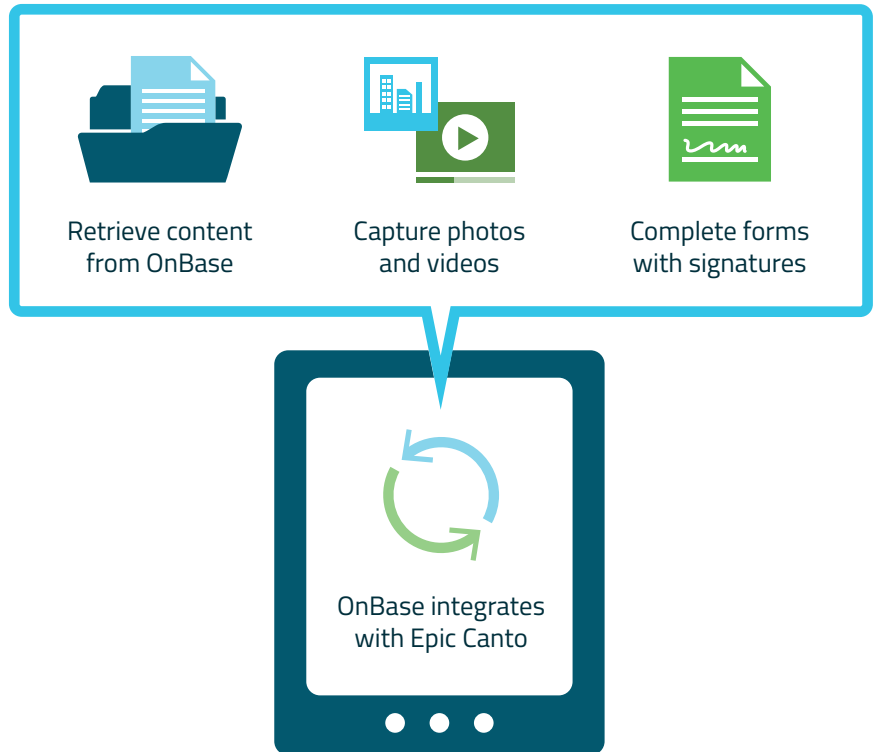 Retrieve content
from OnBase
Capture photos
and videos
Complete forms
with signatures
OnBase integrates
with Epic Canto